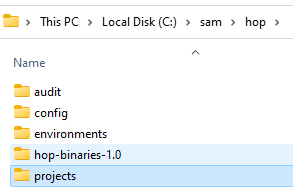 This PC > Local Disk (C:) > sam > hop >
Name
audit
config
environments
hop-binaries-1.0
projects